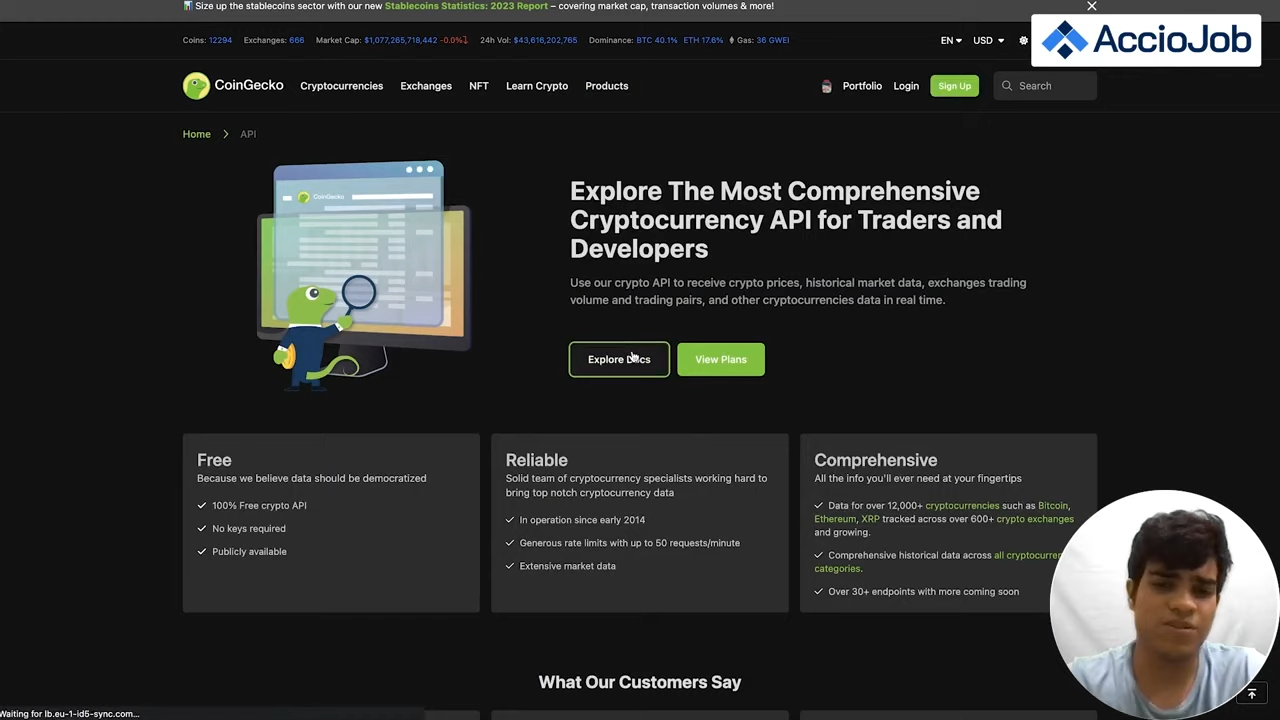 Size up the stablecoins sector with our new Stablecoins Statistics: 2023 Report – covering market cap, transaction volumes & more!
Coins: 12294 Exchanges: 666 Market Cap: $1,077,265,718,442 -0.0% 24h Vol: $43,616,202,765 Dominance: BTC 40.1% ETH 17.6% Gas: 36 GWEI
EN USD
AccioJob
CoinGecko Cryptocurrencies Exchanges NFT Learn Crypto Products
Portfolio Login Sign Up Search
Home > API
CoinGecko
Explore The Most Comprehensive
Cryptocurrency API for Traders and
Developers
Use our crypto API to receive crypto prices, historical market data, exchanges trading
volume and trading pairs, and other cryptocurrencies data in real time.
Explore Docs View Plans
Free
Because we believe data should be democratized
100% Free crypto API
No keys required
Publicly available
Reliable
Solid team of cryptocurrency specialists working hard to
bring top notch cryptocurrency data
In operation since early 2014
Generous rate limits with up to 50 requests/minute
Extensive market data
Comprehensive
All the info you'll ever need at your fingertips
Data for over 12,000+ cryptocurrencies such as Bitcoin,
Ethereum, XRP tracked across over 600+ crypto exchanges
and growing.
Comprehensive historical data across all
categories.
Over 30+ endpoints with more coming soon
What Our Customers Say
Waiting for lb.eu-1-id5-sync.com...